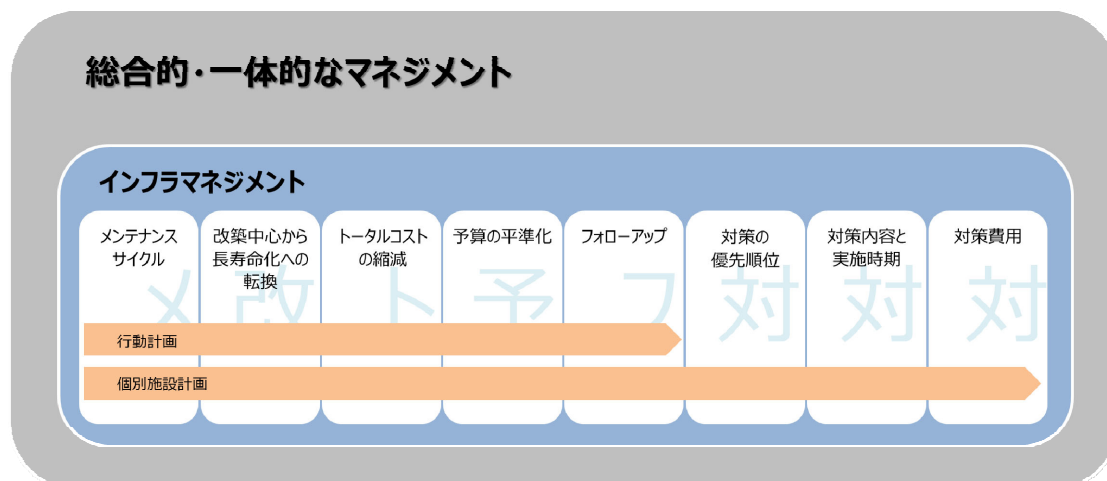 総合的・一体的なマネジメント
インフラマネジメント
メンテナンス
サイクル
改築中心から
長寿命化への
転換
トータルコスト
の縮減
予算の平準化
フォローアップ
対策の
優先順位
対策内容と
実施時期
対策費用
メ
改
ト
予
フ
対
対
対
行動計画
個別施設計画